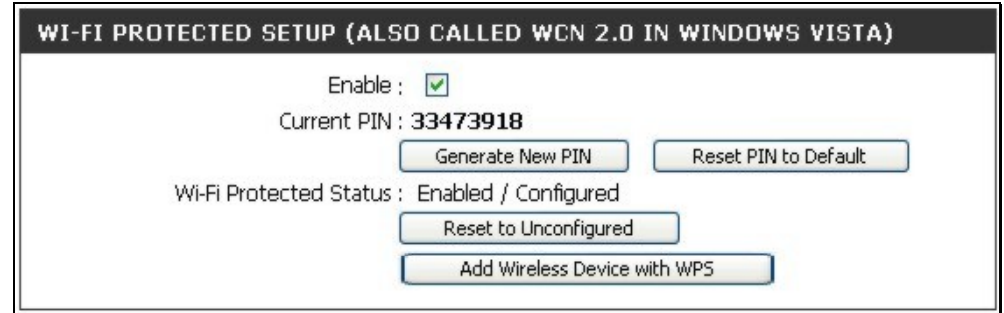 WI-FI PROTECTED SETUP (ALSO CALLED WCN 2.0 IN WINDOWS VISTA)
Enable :
Current PIN : 33473918
Generate New PIN Reset PIN to Default
Wi-Fi Protected Status : Enabled / Configured
Reset to Unconfigured
Add Wireless Device with WPS